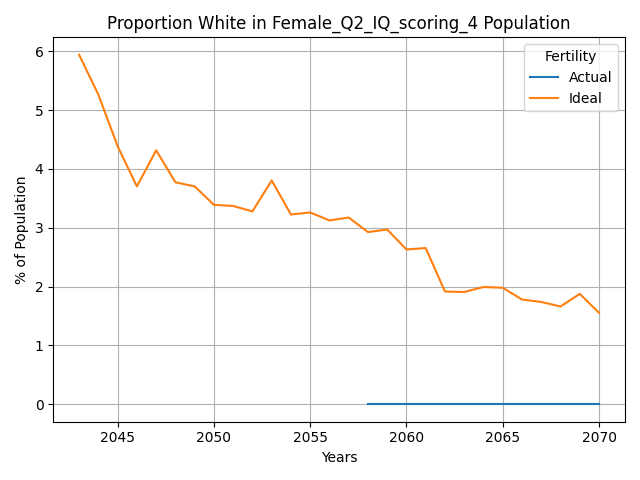 Proportion White in Female_Q2_IQ_scoring_4 Population
% of Population
6
5
4
3
2
1
0
Fertility
Actual
Ideal
2045 2050 2055 2060 2065 2070
Years